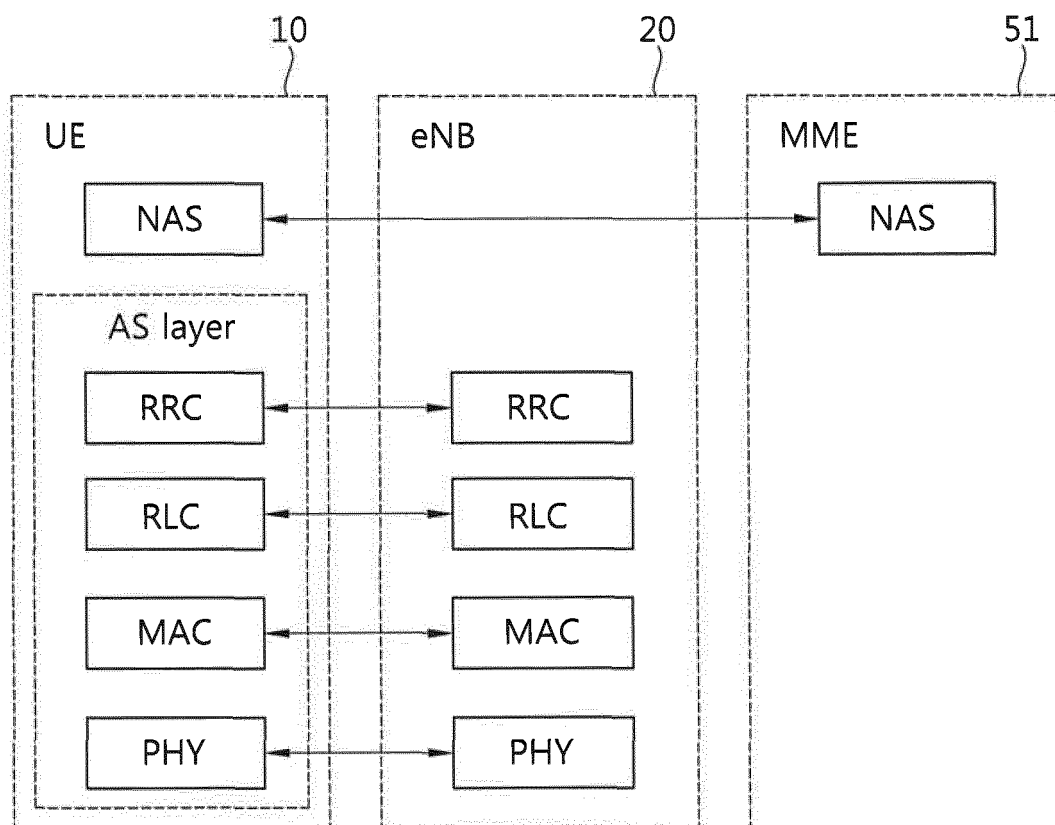 10 20 51
UE eNB MME
NAS NAS
AS layer
RRC RRC
RLC RLC
MAC MAC
PHY PHY